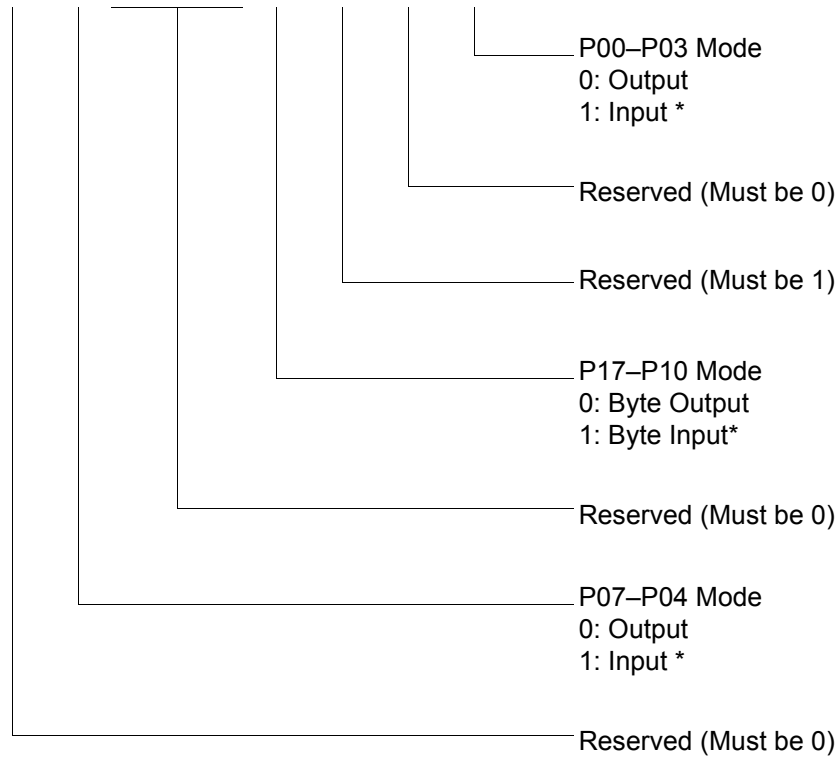 P00–P03 Mode
0: Output
1: Input *
Reserved (Must be 0)
Reserved (Must be 1)
P17–P10 Mode
0: Byte Output
1: Byte Input*
Reserved (Must be 0)
P07–P04 Mode
0: Output
1: Input *
Reserved (Must be 0)